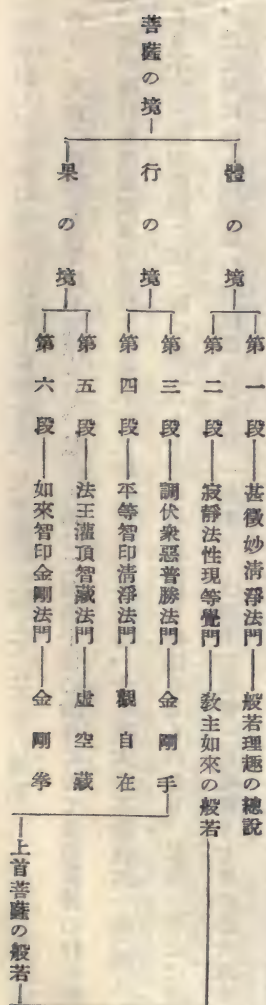 菩薩の境
體の境
行の境
果の境
第一段
甚微妙清淨法門
般若理趣の總說
第二段
寂靜法性現等覺門
教主如來の般若
第三段
調伏衆惡普勝法門
金剛手
第四段
平等智印清淨法門
觀自在
第五段
法王灌頂智藏法門
虛空藏
第六段
如來智印金剛法門
金剛拳
上首菩薩の般若